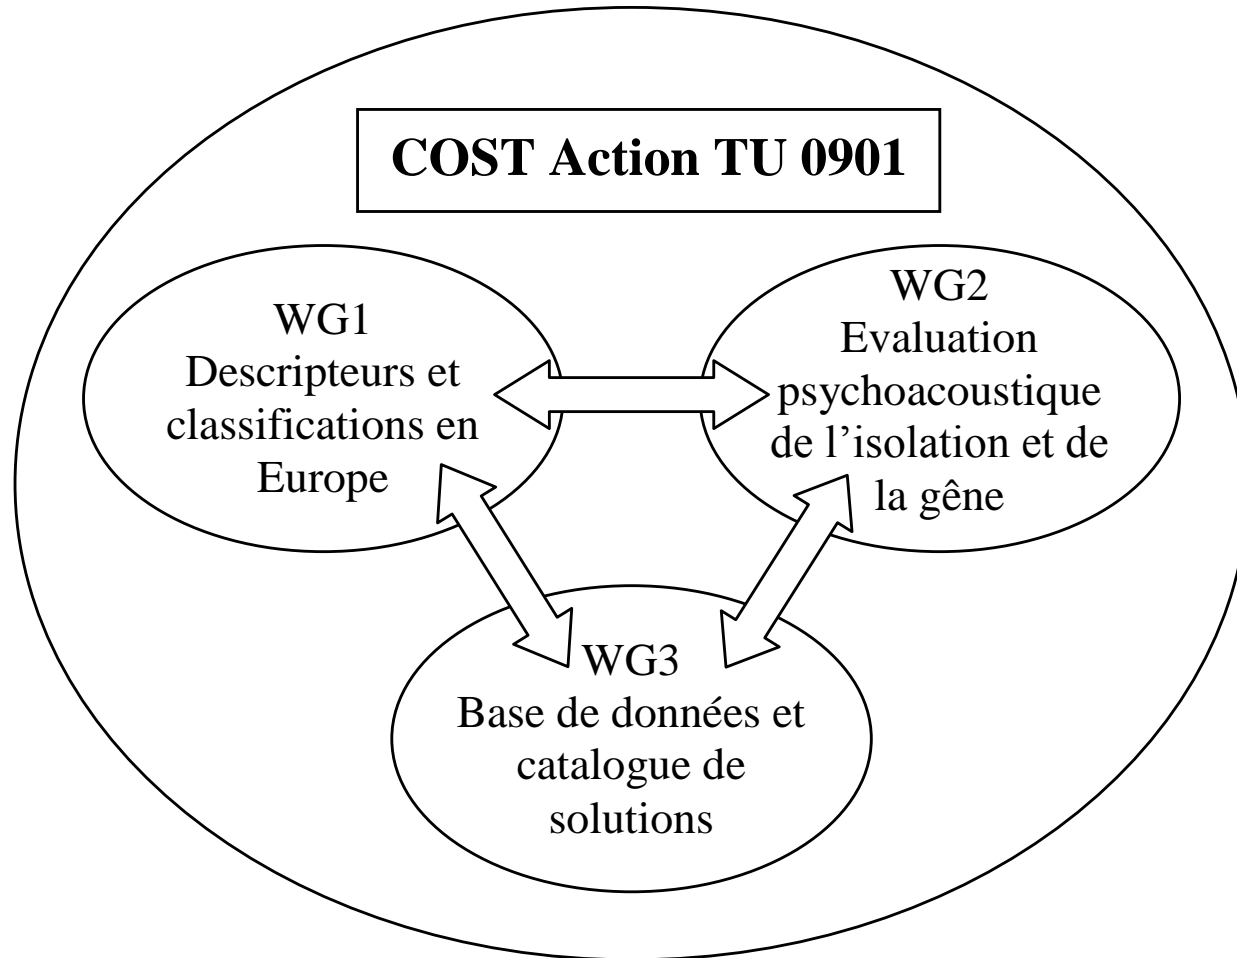 COST Action TU 0901
WG1
Descripteurs et
classifications en
Europe
WG2
Evaluation
psychoacoustique
de l’isolation et de
la gêne
WG3
Base de données et
catalogue de
solutions